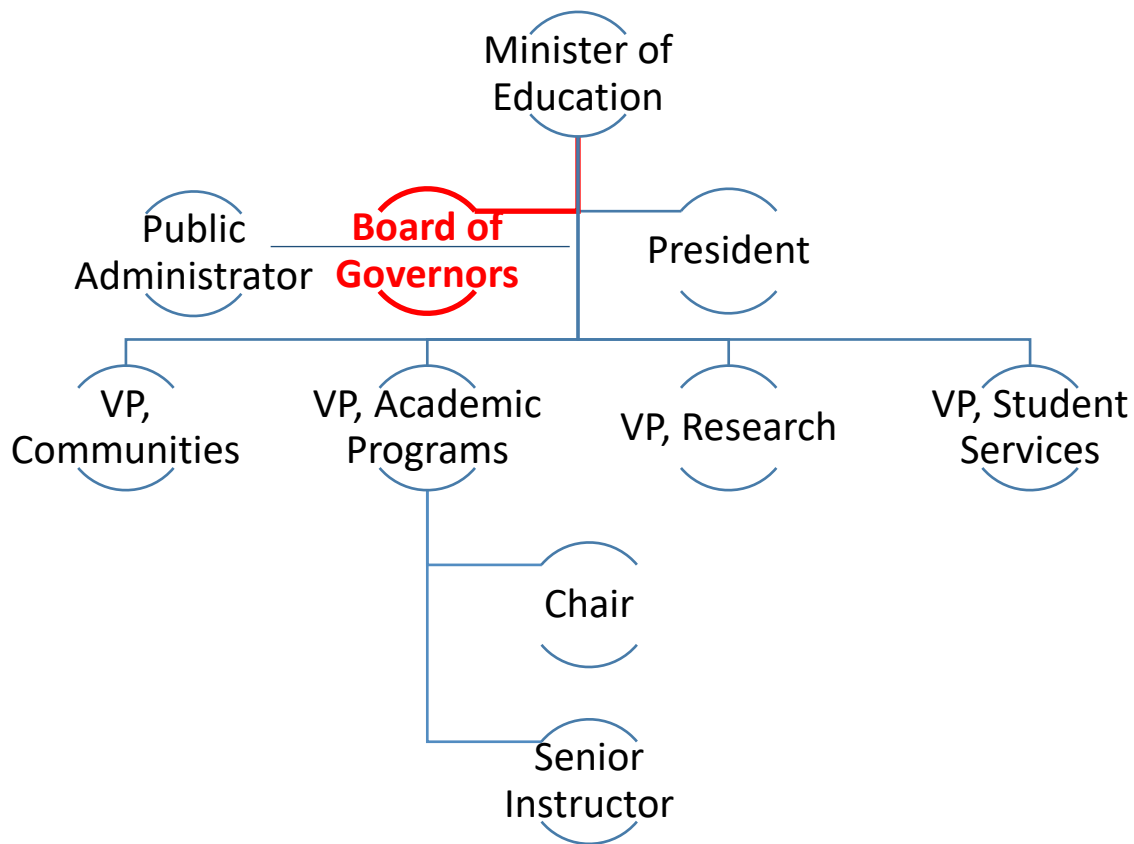 Minister of
Education
Public
Administrator
Board of
Governors
President
VP,
Communities
VP, Academic
Programs
VP, Research
VP, Student
Services
Chair
Senior
Instructor